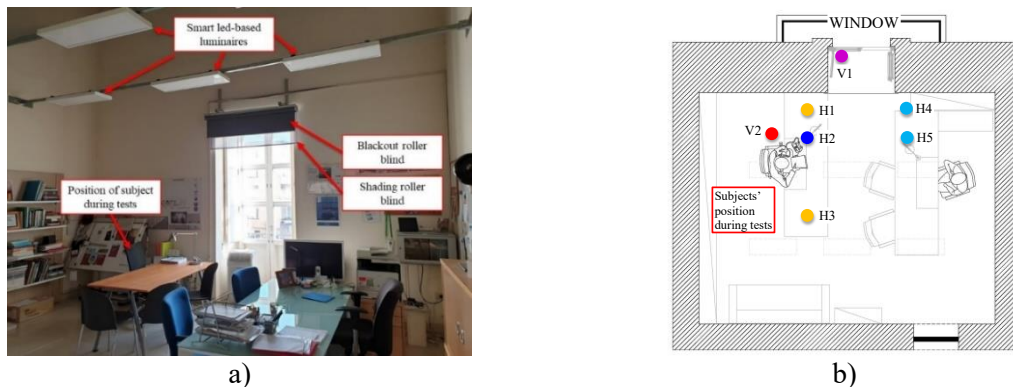 Smart led-based
luminaires
Blackout roller
blind
Shading roller
blind
Position of subject
during tests
a)
WINDOW
V1
H1
H4
V2
H2
H5
Subjects'
position
during tests
H3
b)